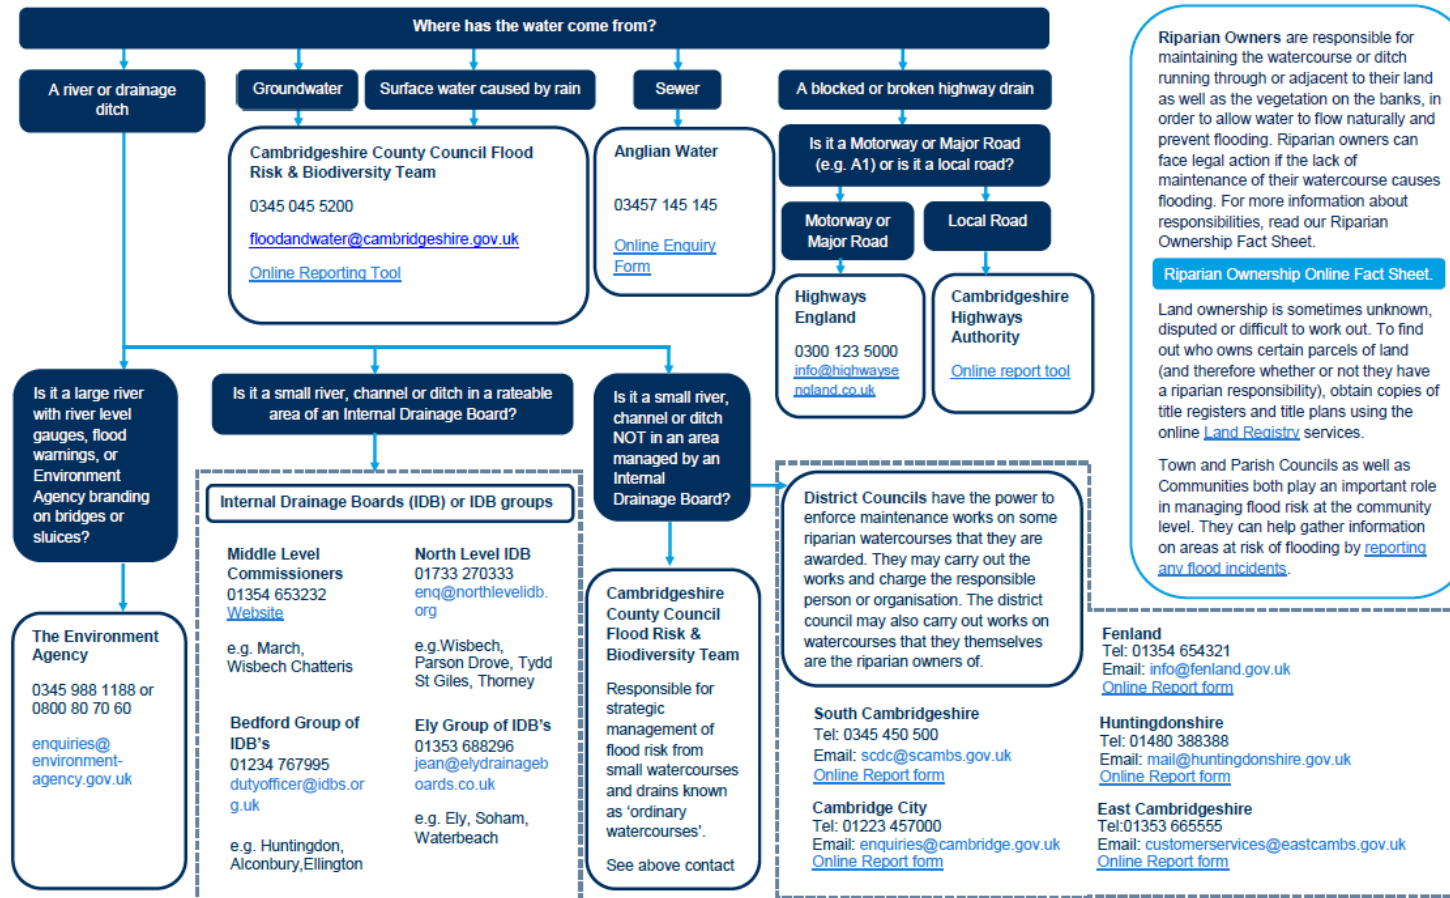 Where has the water come from?
A river or drainage
ditch
Groundwater
Surface water caused by rain
Sewer
A blocked or broken highway drain
Cambridgeshire County Council Flood
Risk & Biodiversity Team
0345 045 5200
floodandwater@cambridgeshire.gov.uk
Online Reporting Tool
Anglian Water
03457 145 145
Online Enquiry
Form
Is it a Motorway or Major Road
(e.g. A1) or is it a local road?
Motorway or
Major Road
Local Road
Highways
England
0300 123 5000
info@highwayse
ngland.co.uk
Cambridgeshire
Highways
Authority
Online report tool
Is it a large river
with river level
gauges, flood
warnings, or
Environment
Agency branding
on bridges or
sluices?
Is it a small river, channel or ditch in a rateable
area of an Internal Drainage Board?
Is it a small river,
channel or ditch
NOT in an area
managed by an
Internal
Drainage Board?
The Environment
Agency
0345 988 1188 or
0800 80 70 60
enquiries@
environment-
agency.gov.uk
Internal Drainage Boards (IDB) or IDB groups
Middle Level
Commissioners
01354 653232
Website
e.g. March,
Wisbech Chatteris
North Level IDB
01733 270333
enq@northlevelidb.
org
e.g.Wisbech,
Parson Drove, Tydd
St Giles, Thorney
Bedford Group of
IDB's
01234 767995
dutyofficer@idbs.or
g.uk
e.g. Huntingdon,
Alconbury,Ellington
Ely Group of IDB's
01353 688296
jean@elydrainageb
oards.co.uk
e.g. Ely, Soham,
Waterbeach
Cambridgeshire
County Council
Flood Risk &
Biodiversity Team
Responsible for
strategic
management of
flood risk from
small watercourses
and drains known
as 'ordinary
watercourses'.
See above contact
District Councils have the power to
enforce maintenance works on some
riparian watercourses that they are
awarded. They may carry out the
works and charge the responsible
person or organisation. The district
council may also carry out works on
watercourses that they themselves
are the riparian owners of.
South Cambridgeshire
Tel: 0345 450 500
Email: scdc@scambs.gov.uk
Online Report form
Cambridge City
Tel: 01223 457000
Email: enquiries@cambridge.gov.uk
Online Report form
Fenland
Tel: 01354 654321
Email: info@fenland.gov.uk
Online Report form
Huntingdonshire
Tel: 01480 388388
Email: mail@huntingdonshire.gov.uk
Online Report form
East Cambridgeshire
Tel:01353 665555
Email: customerservices@eastcambs.gov.uk
Online Report form
Riparian Owners are responsible for
maintaining the watercourse or ditch
running through or adjacent to their land
as well as the vegetation on the banks, in
order to allow water to flow naturally and
prevent flooding. Riparian owners can
face legal action if the lack of
maintenance of their watercourse causes
flooding. For more information about
responsibilities, read our Riparian
Ownership Fact Sheet.
Riparian Ownership Online Fact Sheet.
Land ownership is sometimes unknown,
disputed or difficult to work out. To find
out who owns certain parcels of land
(and therefore whether or not they have
a riparian responsibility), obtain copies of
title registers and title plans using the
online Land Registry services.
Town and Parish Councils as well as
Communities both play an important role
in managing flood risk at the community
level. They can help gather information
on areas at risk of flooding by reporting
any flood incidents.